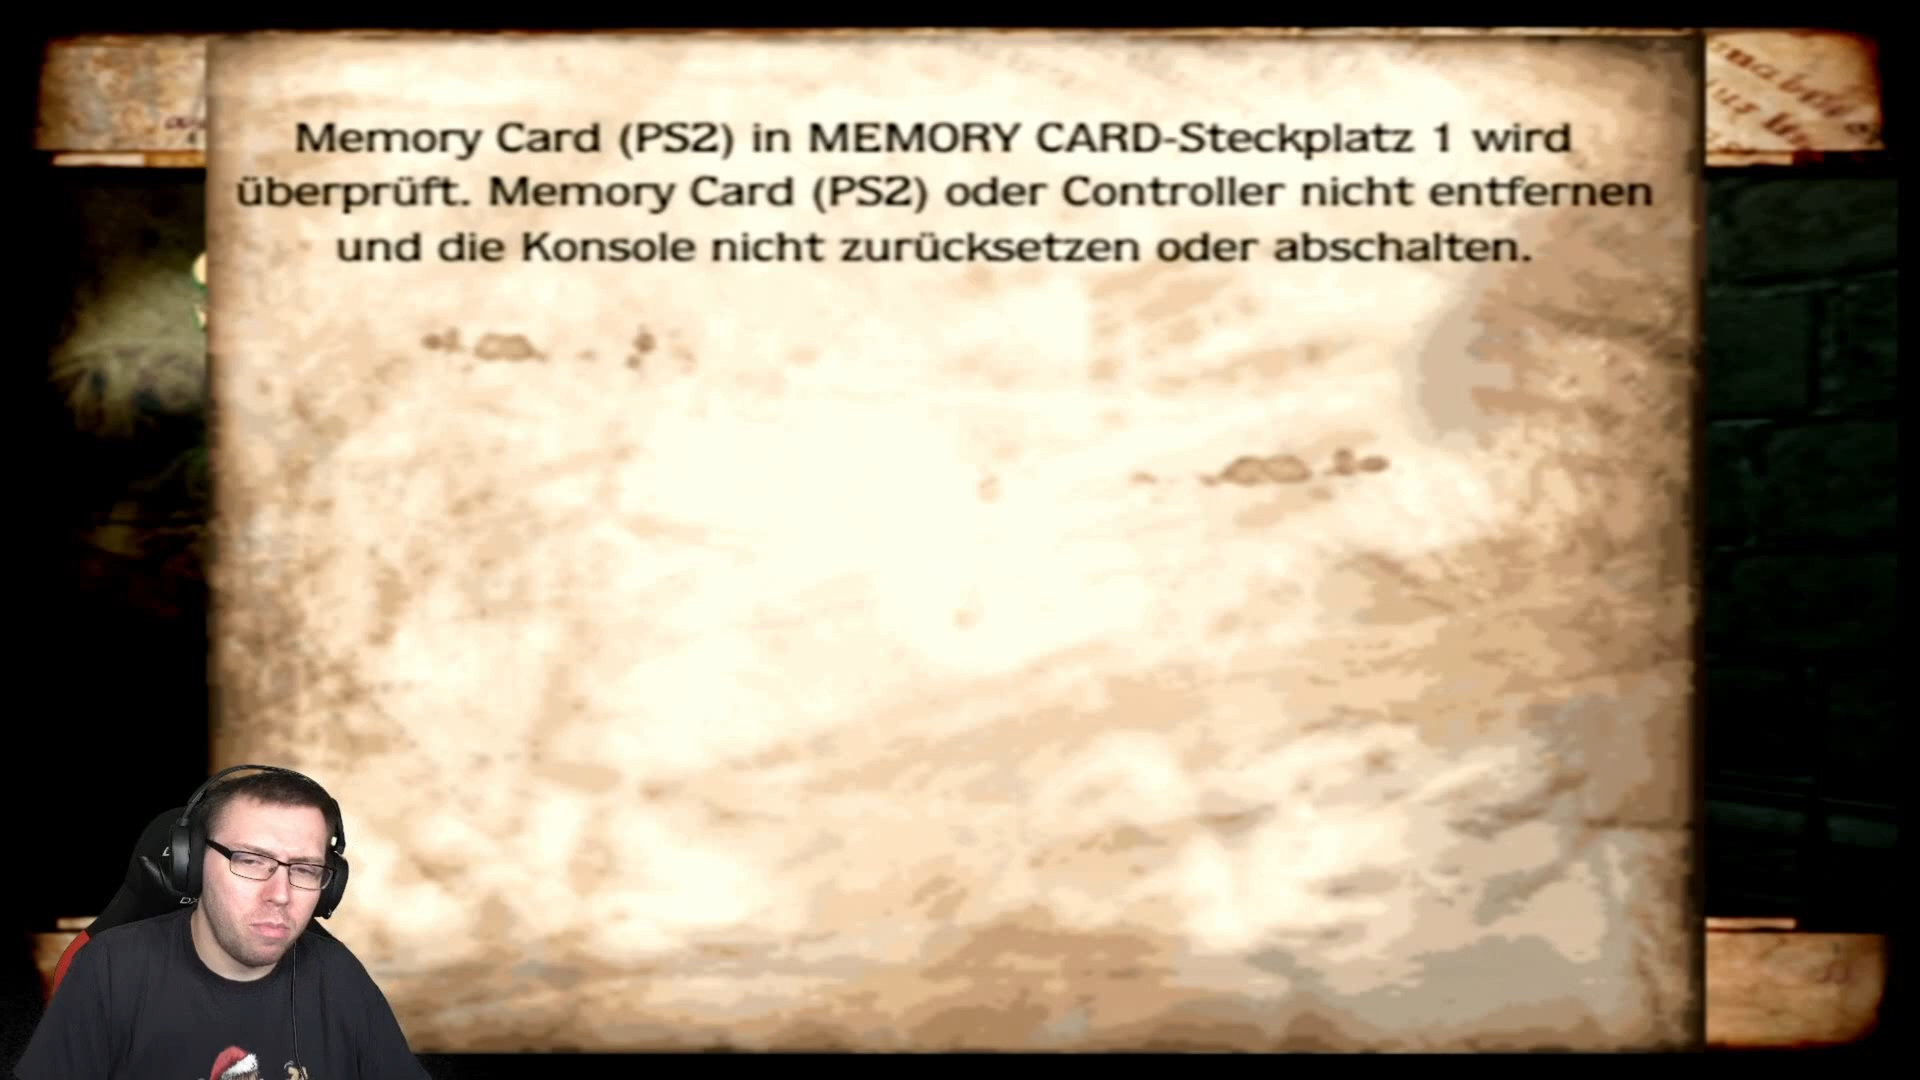 Memory Card (PS2) in MEMORY CARD-Steckplatz 1 wird
überprüft. Memory Card (PS2) oder Controller nicht entfernen
und die Konsole nicht zurücksetzen oder abschalten.